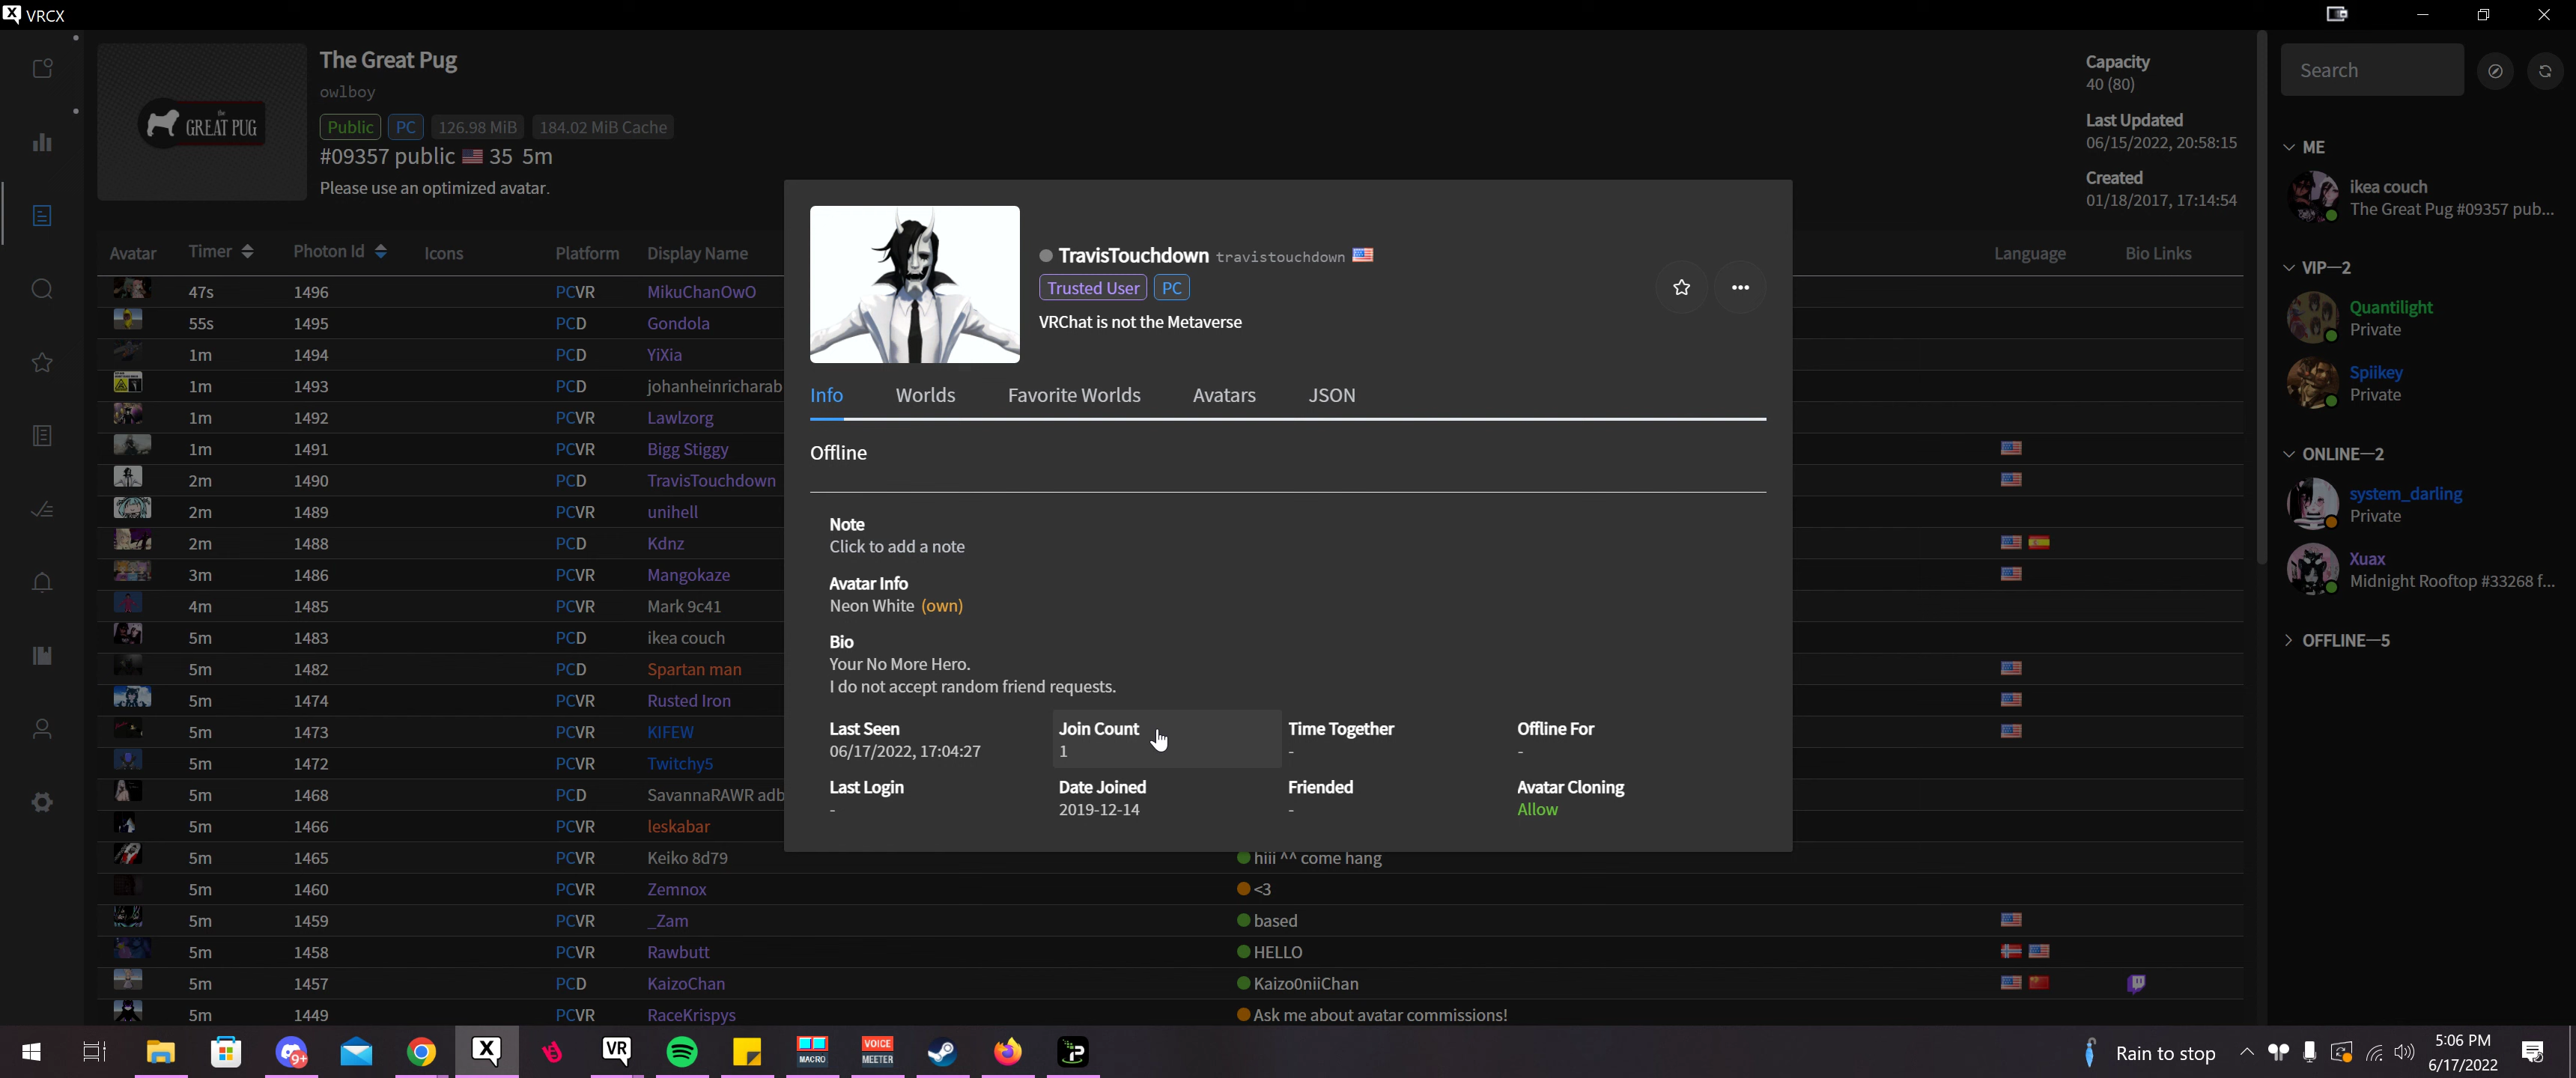 VRCX
The Great Pug
owlboy
Public PC 126.98 MiB 184.02 MiB Cache
#09357 public 35 5m
Please use an optimized avatar.
the GREAT PUG
Capacity
40 (80)
Last Updated
06/15/2022, 20:58:15
Created
01/18/2017, 17:14:54
Avatar Timer Photon Id Icons Platform Display Name Language Bio Links
47s 1496 PCVR MikuChanOwO
55s 1495 PCD Gondola
1m 1494 PCD YiXia
1m 1493 PCD johanheinricharab
1m 1492 PCVR Lawlzorg
1m 1491 PCVR Bigg Stiggy
2m 1490 PCD TravisTouchdown
2m 1489 PCVR unihell
2m 1488 PCD Kdnz
3m 1486 PCVR Mangokaze
4m 1485 PCVR Mark 9c41
5m 1483 PCD ikea couch
5m 1482 PCD Spartan man
5m 1474 PCVR Rusted Iron
5m 1473 PCVR KIFEW
5m 1472 PCVR Twitchy5
5m 1468 PCD SavannaRAWR adb
5m 1466 PCVR leskabar
5m 1465 PCVR Keiko 8d79 hiii ^^ come hang
5m 1460 PCVR Zemnox <3
5m 1459 PCVR _Zam based
5m 1458 PCVR Rawbutt HELLO
5m 1457 PCD KaizoChan Kaizo0niiChan
5m 1449 PCVR RaceKrispys Ask me about avatar commissions!
TravisTouchdown travistouchdown
Trusted User PC
VRChat is not the Metaverse
Info Worlds Favorite Worlds Avatars JSON
Offline
Note
Click to add a note
Avatar Info
Neon White (own)
Bio
Your No More Hero.
I do not accept random friend requests.
Last Seen Join Count Time Together Offline For
06/17/2022, 17:04:27 1 - -
Last Login Date Joined Friended Avatar Cloning
- 2019-12-14 - Allow
Search
ME
ikea couch
The Great Pug #09357 pub...
VIP—2
Quantilight
Private
Spiikey
Private
ONLINE—2
system_darling
Private
Xuax
Midnight Rooftop #33268 f...
OFFLINE—5
9+
VR
MACRO
VOICE
MEETER
Rain to stop
5:06 PM
6/17/2022